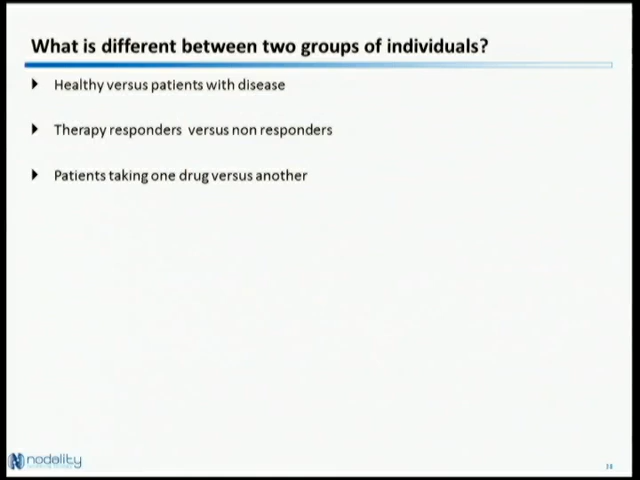 What is different between two groups of individuals?
Healthy versus patients with disease
Therapy responders versus non responders
Patients taking one drug versus another
nodality